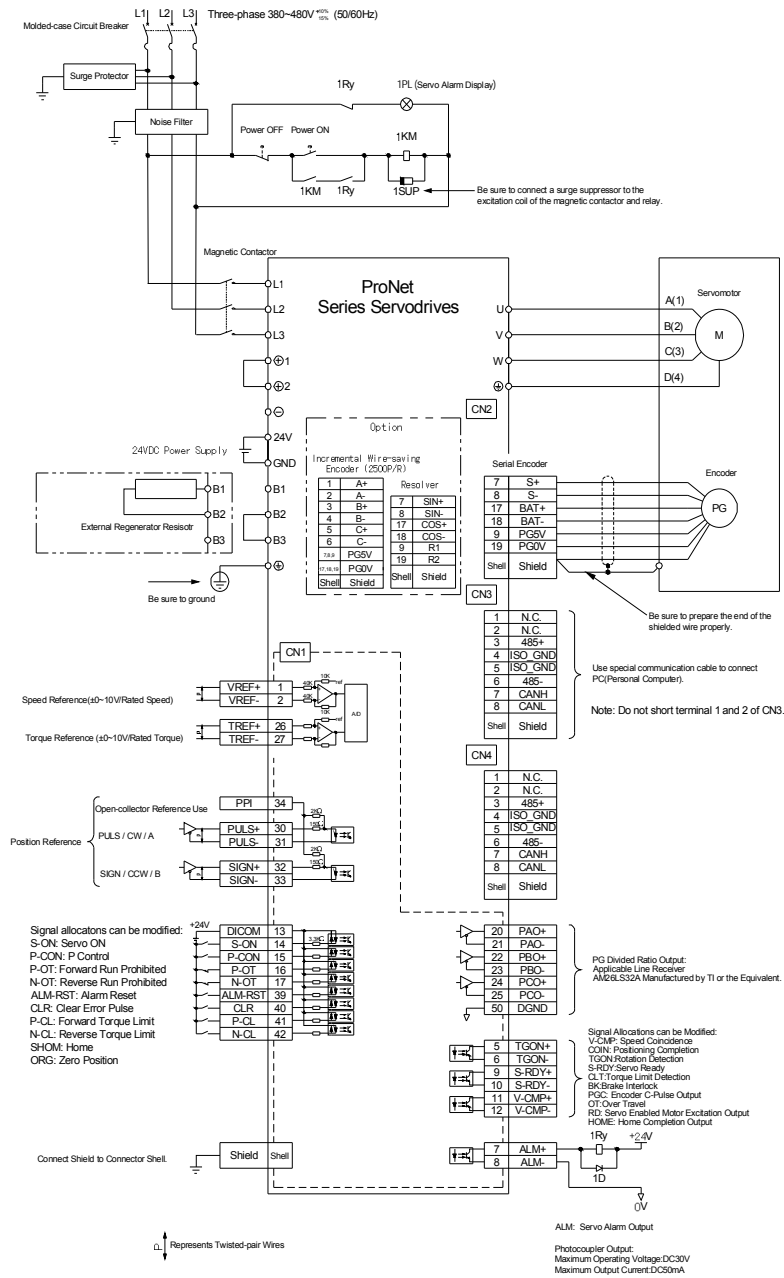 L1 L2 L3 Three-phase 380~480V +10% 15% (50/60Hz)
Molded-case Circuit Breaker
Surge Protector
Noise Filter
1Ry
1PL (Servo Alarm Display)
Power OFF Power ON
1KM
1KM 1Ry 1SUP
Be sure to connect a surge suppressor to the
excitation coil of the magnetic contactor and relay.
Magnetic Contactor
ProNet
Series Servodrives
L1
L2
L3
1
2
24V
GND
B1
B2
B3
24VDC Power Supply
B1
B2
B3
External Regenerator Resisotr
Be sure to ground
U
V
W
A(1)
B(2)
C(3)
D(4)
Servomotor
M
Encoder
PG
Option
Incremental Wire-saving
Encoder (2500P/R)
1 A+
2 A-
3 B+
4 B-
5 C+
6 C-
7,8,9 PG5V
17,18,19 PG0V
Shell Shield
Resolver
7 SIN+
8 SIN-
17 COS+
18 COS-
9 R1
19 R2
Shell Shield
CN2
Serial Encoder
7 S+
8 S-
17 BAT+
18 BAT-
9 PG5V
19 PG0V
Shell Shield
Be sure to prepare the end of the
shielded wire properly.
CN3
1 N.C.
2 N.C.
3 485+
4 ISO_GND
5 ISO_GND
6 485-
7 CANH
8 CANL
Shell Shield
Use special communication cable to connect
PC(Personal Computer).
Note: Do not short terminal 1 and 2 of CN3.
CN4
1 N.C.
2 N.C.
3 485+
4 ISO_GND
5 ISO_GND
6 485-
7 CANH
8 CANL
Shell Shield
CN1
Speed Reference(±0~10V/Rated Speed)
P
VREF+ 1
VREF- 2
40K
40K
10K
ref
10K
A/D
Torque Reference (±0~10V/Rated Torque)
P
TREF+ 26
TREF- 27
ref
Open-collector Reference Use
PPI 34
Position Reference
PULS / CW / A
P
PULS+ 30
PULS- 31
2KΩ
150Ω
SIGN / CCW / B
P
SIGN+ 32
SIGN- 33
2KΩ
150Ω
Signal allocatons can be modified:
S-ON: Servo ON
P-CON: P Control
P-OT: Forward Run Prohibited
N-OT: Reverse Run Prohibited
ALM-RST: Alarm Reset
CLR: Clear Error Pulse
P-CL: Forward Torque Limit
N-CL: Reverse Torque Limit
SHOM: Home
ORG: Zero Position
+24V
DICOM 13
S-ON 14
P-CON 15
P-OT 16
N-OT 17
ALM-RST 39
CLR 40
P-CL 41
N-CL 42
3.3KΩ
Connect Shield to Connector Shell.
Shield Shell
20 PAO+
21 PAO-
22 PBO+
23 PBO-
24 PCO+
25 PCO-
50 DGND
PG Divided Ratio Output:
Applicable Line Receiver
AM26LS32A Manufactured by TI or the Equivalent.
5 TGON+
6 TGON-
9 S-RDY+
10 S-RDY-
11 V-CMP+
12 V-CMP-
Signal Allocations can be Modified:
V-CMP: Speed Coincidence
COIN: Positioning Completion
TGON:Rotation Detection
S-RDY:Servo Ready
CLT:Torque Limit Detection
BK:Brake Interlock
PGC: Encoder C-Pulse Output
OT:Over Travel
RD: Servo Enabled Motor Excitation Output
HOME: Home Completion Output
7 ALM+
8 ALM-
1Ry
+24V
1D
0V
ALM: Servo Alarm Output
Photocoupler Output:
Maximum Operating Voltage:DC30V
Maximum Output Current:DC50mA
P Represents Twisted-pair Wires